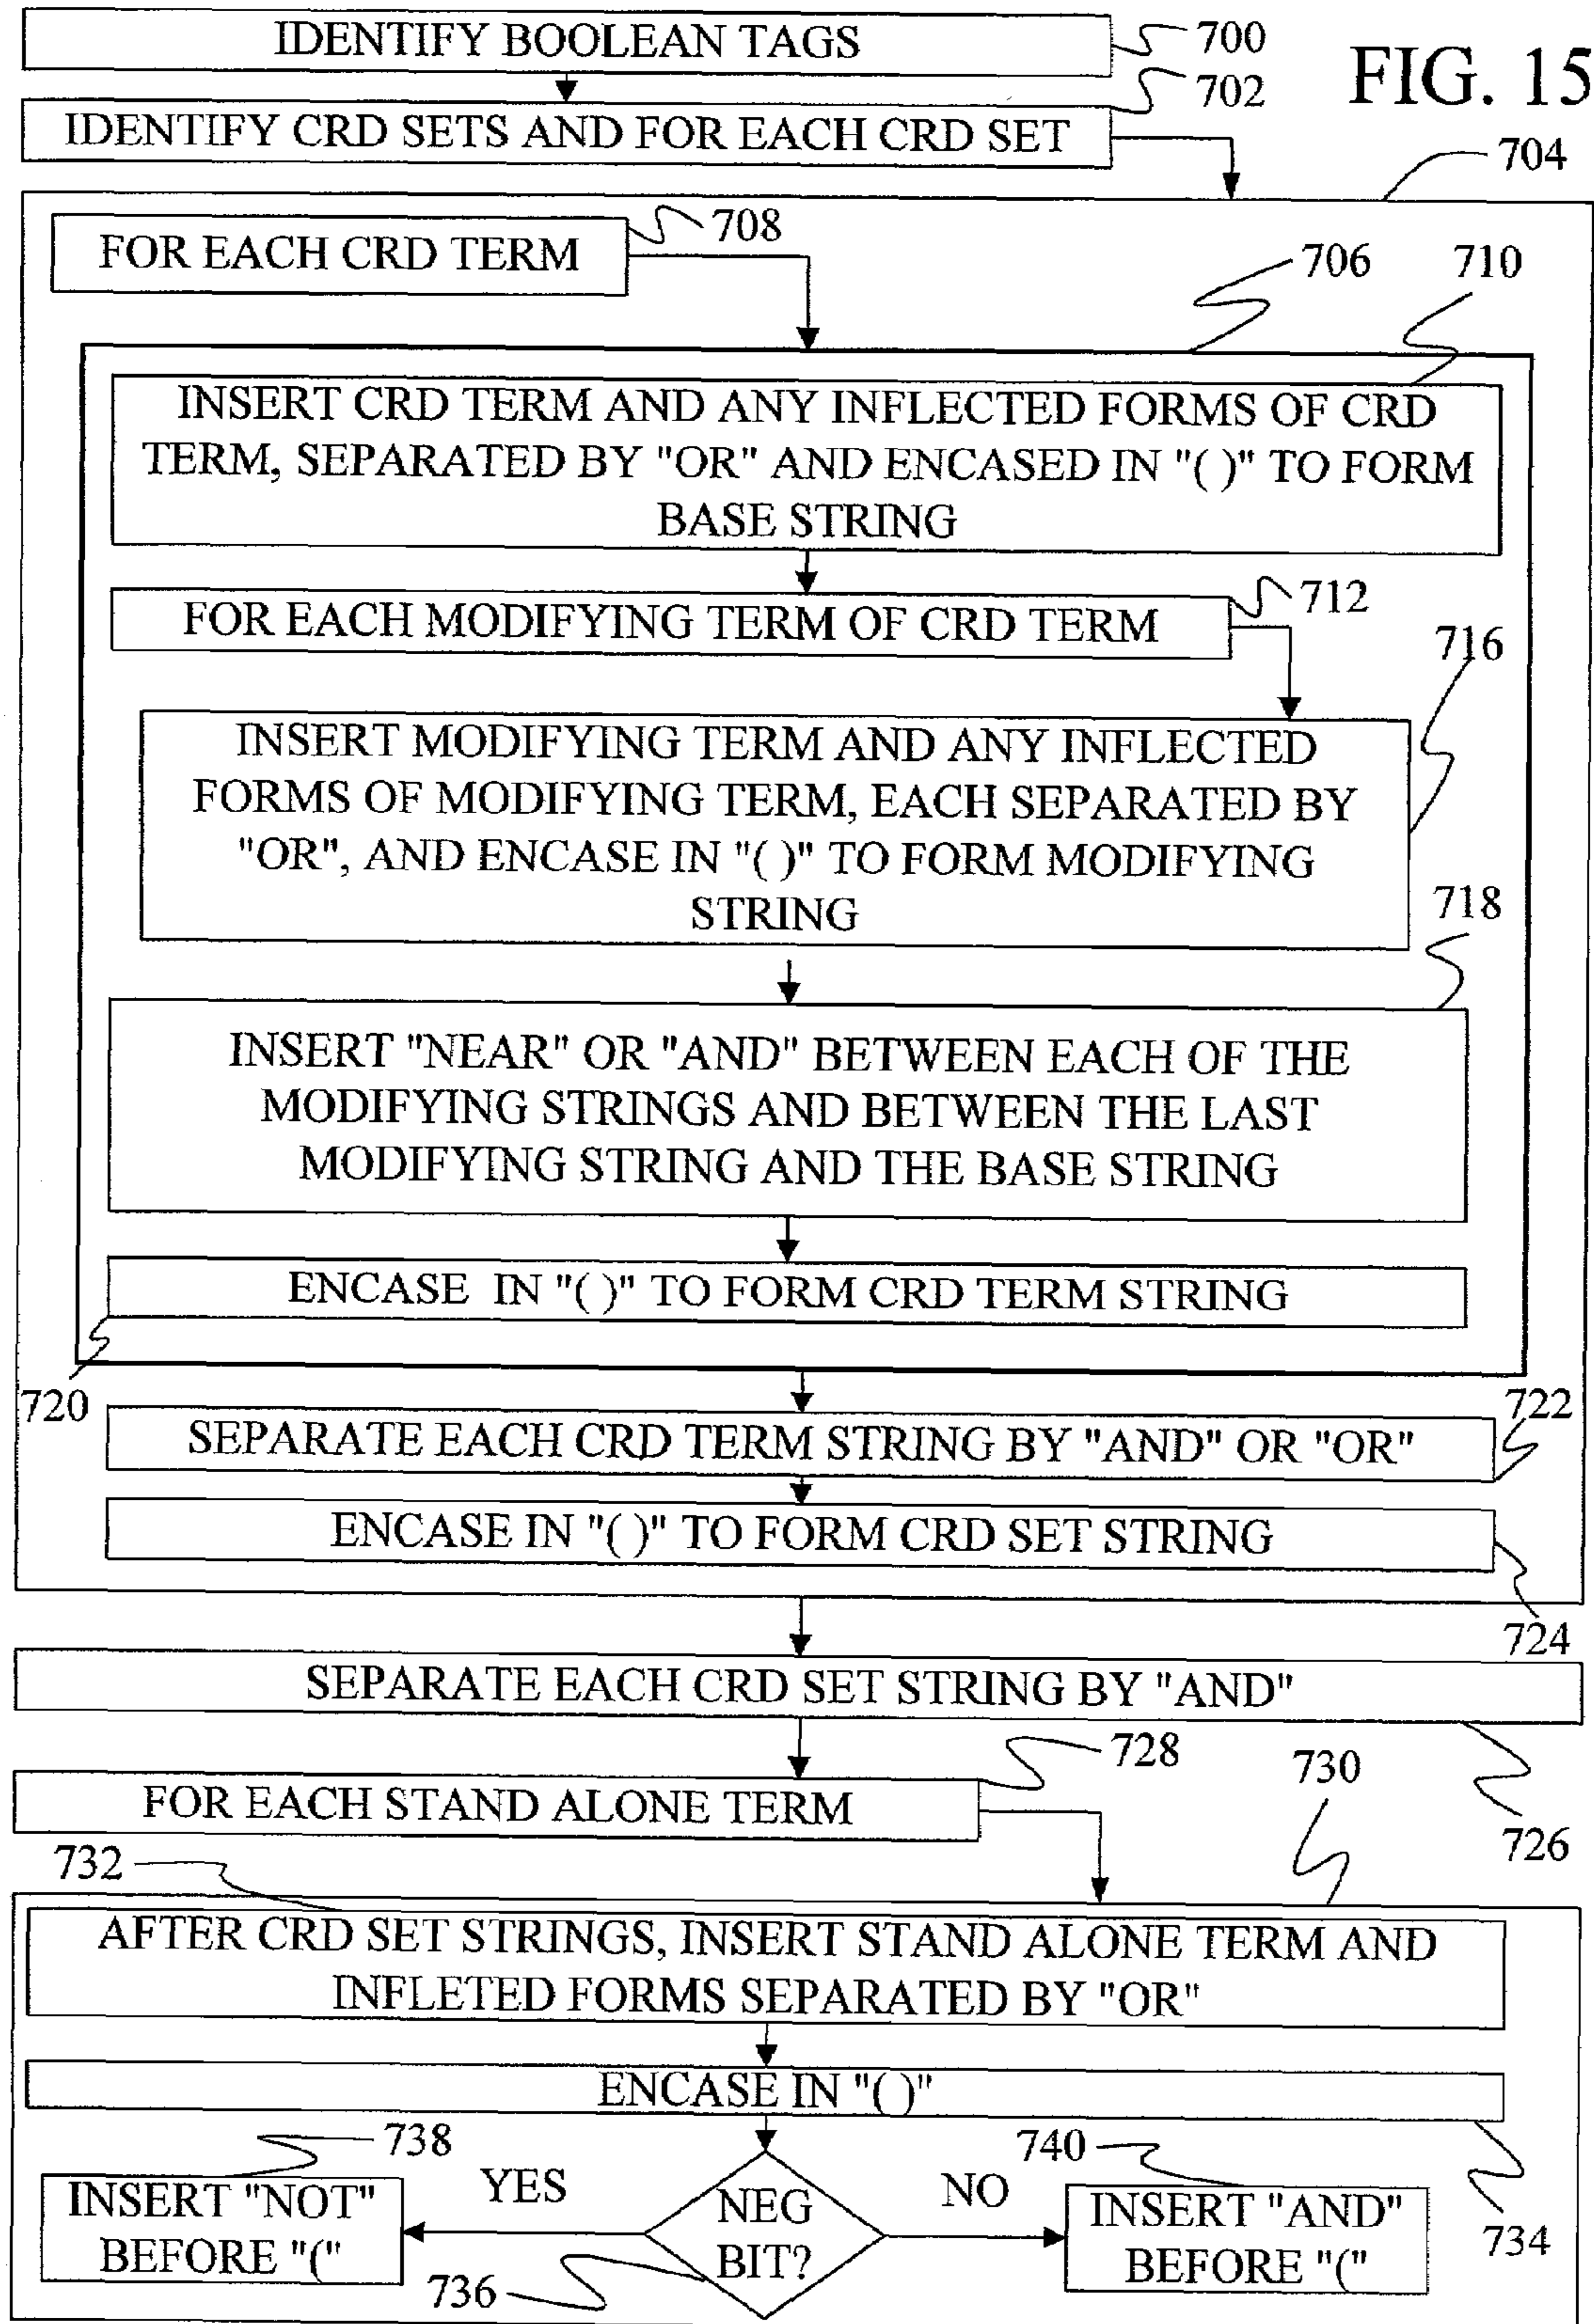 IDENTIFY BOOLEAN TAGS
700
FIG. 15
702
IDENTIFY CRD SETS AND FOR EACH CRD SET
704
708
FOR EACH CRD TERM
706
710
INSERT CRD TERM AND ANY INFLECTED FORMS OF CRD
TERM, SEPARATED BY "OR" AND ENCASED IN "( )" TO FORM
BASE STRING
712
FOR EACH MODIFYING TERM OF CRD TERM
716
INSERT MODIFYING TERM AND ANY INFLECTED
FORMS OF MODIFYING TERM, EACH SEPARATED BY
"OR", AND ENCASE IN "( )" TO FORM MODIFYING
STRING
718
INSERT "NEAR" OR "AND" BETWEEN EACH OF THE
MODIFYING STRINGS AND BETWEEN THE LAST
MODIFYING STRING AND THE BASE STRING
ENCASE IN "( )" TO FORM CRD TERM STRING
720
722
SEPARATE EACH CRD TERM STRING BY "AND" OR "OR"
ENCASE IN "( )" TO FORM CRD SET STRING
724
SEPARATE EACH CRD SET STRING BY "AND"
728
730
FOR EACH STAND ALONE TERM
726
732
AFTER CRD SET STRINGS, INSERT STAND ALONE TERM AND
INFLETED FORMS SEPARATED BY "OR"
ENCASE IN "( )"
738
740
YES
NO
INSERT "NOT"
BEFORE "("
NEG
BIT?
INSERT "AND"
BEFORE "("
734
736